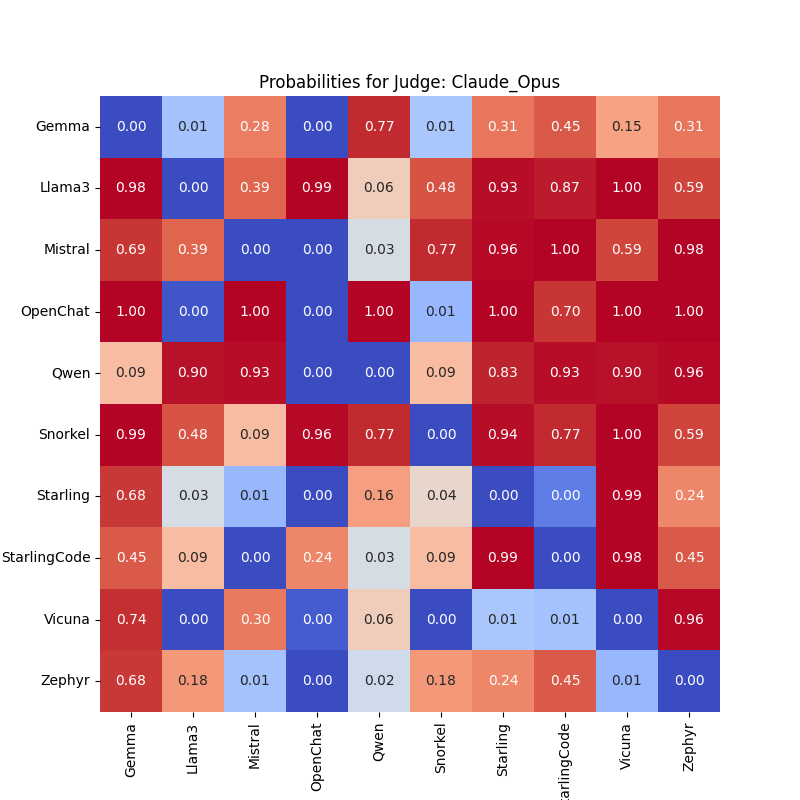 Probabilities for Judge: Claude_Opus
Gemma 0.00 0.01 0.28 0.00 0.77 0.01 0.31 0.45 0.15 0.31
Llama3 0.98 0.00 0.39 0.99 0.06 0.48 0.93 0.87 1.00 0.59
Mistral 0.69 0.39 0.00 0.00 0.03 0.77 0.96 1.00 0.59 0.98
OpenChat 1.00 0.00 1.00 0.00 1.00 0.01 1.00 0.70 1.00 1.00
Qwen 0.09 0.90 0.93 0.00 0.00 0.09 0.83 0.93 0.90 0.96
Snorkel 0.99 0.48 0.09 0.96 0.77 0.00 0.94 0.77 1.00 0.59
Starling 0.68 0.03 0.01 0.00 0.16 0.04 0.00 0.00 0.99 0.24
StarlingCode 0.45 0.09 0.00 0.24 0.03 0.09 0.99 0.00 0.98 0.45
Vicuna 0.74 0.00 0.30 0.00 0.06 0.00 0.01 0.01 0.00 0.96
Zephyr 0.68 0.18 0.01 0.00 0.02 0.18 0.24 0.45 0.01 0.00
Gemma
Llama3
Mistral
OpenChat
Qwen
Snorkel
Starling
arlingCode
Vicuna
Zephyr